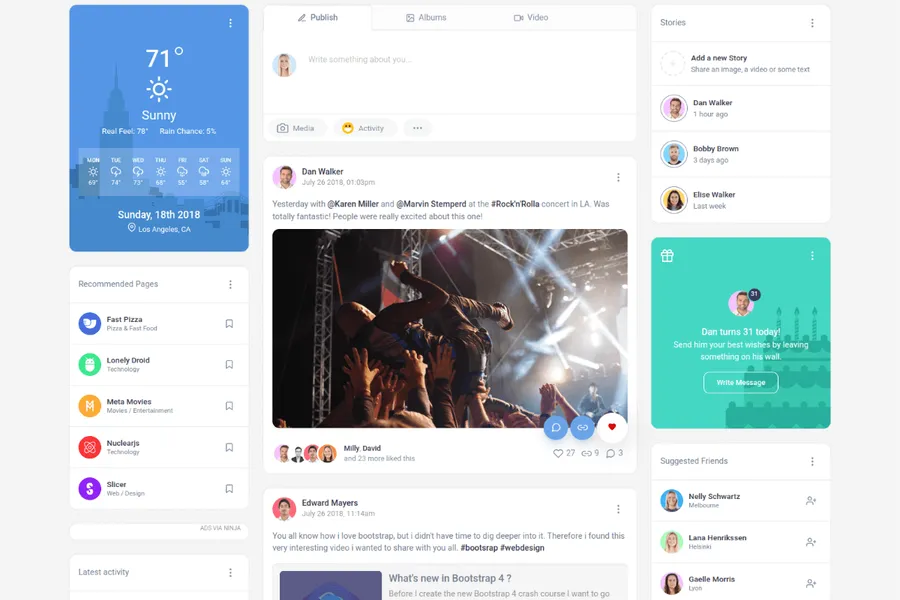 71°
Sunny
Real Feel: 78° Rain Chance: 5%
MON TUE WED THU FRI SAT SUN
69° 74° 73° 68° 55° 58° 64°
Sunday, 18th 2018
Los Angeles, CA
Recommended Pages
Fast Pizza
Pizza & Fast Food
Lonely Droid
Technology
Meta Movies
Movies / Entertainment
Nuclearjs
Technology
Slicer
Web / Design
ADS VIA NINJA
Latest activity
Publish Albums Video
Write something about you...
Media Activity
Dan Walker
July 26 2018, 01:03pm
Yesterday with @Karen Miller and @Marvin Stemperd at the #Rock'n'Rolla concert in LA. Was
totally fantastic! People were really excited about this one!
Milly, David
and 23 more liked this
27 9 3
Edward Mayers
July 26 2018, 11:14am
You all know how i love bootstrap, but i didn't have time to dig deeper into it. Therefore i found this
very interesting video i wanted to share with you all. #bootsrap #webdesign
What's new in Bootstrap 4 ?
Before I create the new Bootstrap 4 crash course I want to go
Stories
Add a new Story
Share an image, a video or some text
Dan Walker
1 hour ago
Bobby Brown
3 days ago
Elise Walker
Last week
31
Dan turns 31 today!
Send him your best wishes by leaving
something on his wall.
Write Message
Suggested Friends
Nelly Schwartz
Melbourne
Lana Henrikssen
Helsinki
Gaelle Morris
Lyon